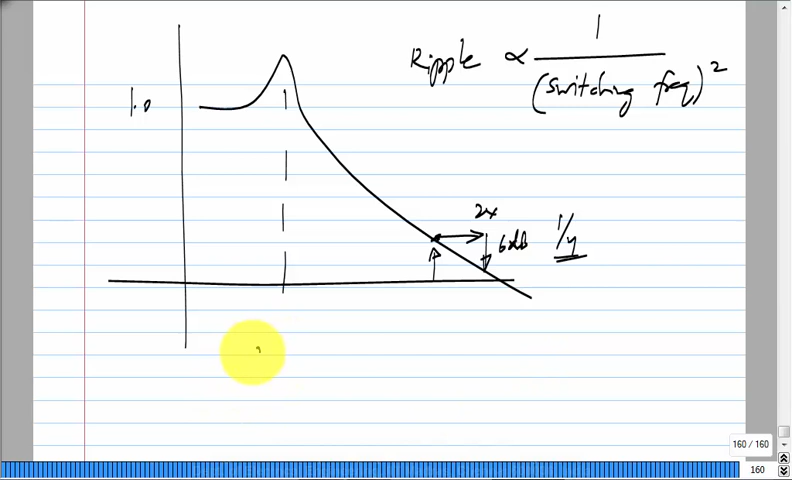 Ripple ∝ 1/(switching freq)²
1.0
2x
6dB 1/4
160 / 160
160